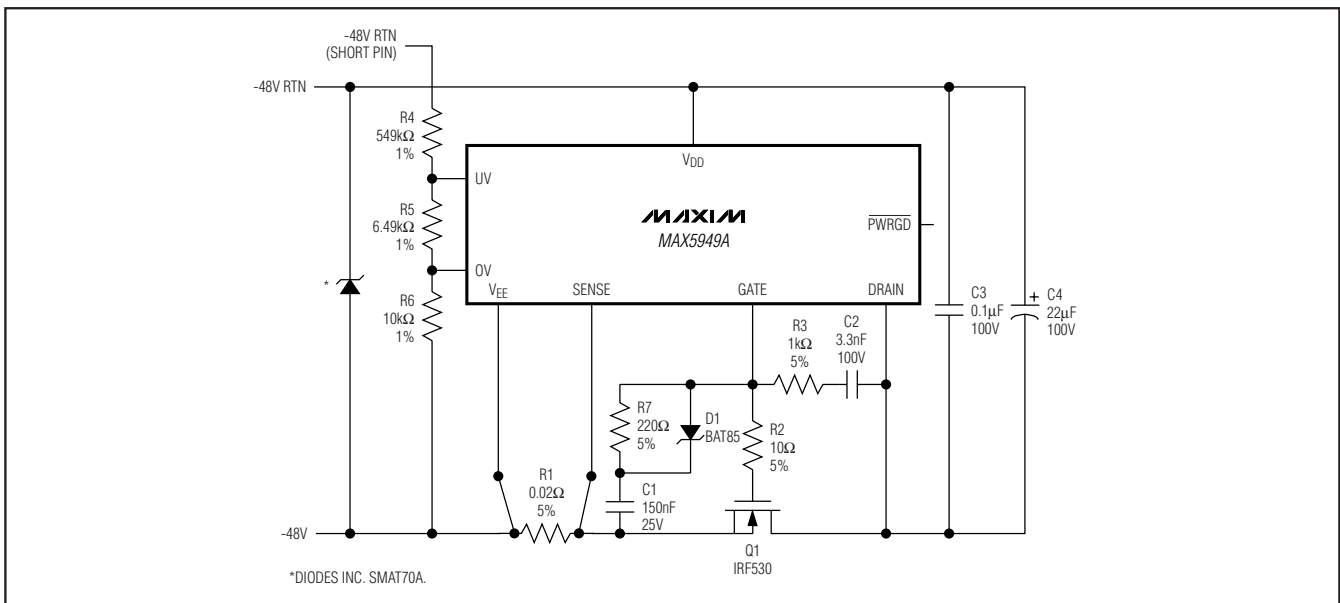 -48V RTN
(SHORT PIN)
-48V RTN
R4
549kΩ
1%
VDD
UV
R5
6.49kΩ
1%
MAXIM
MAX5949A
PWRGD
OV
*
R6
10kΩ
1%
VEE
SENSE
GATE
DRAIN
C3
0.1µF
100V
+
C4
22µF
100V
R3
1kΩ
5%
C2
3.3nF
100V
R7
220Ω
5%
D1
BAT85
R2
10Ω
5%
R1
0.02Ω
5%
C1
150nF
25V
-48V
Q1
IRF530
*DIODES INC. SMAT70A.